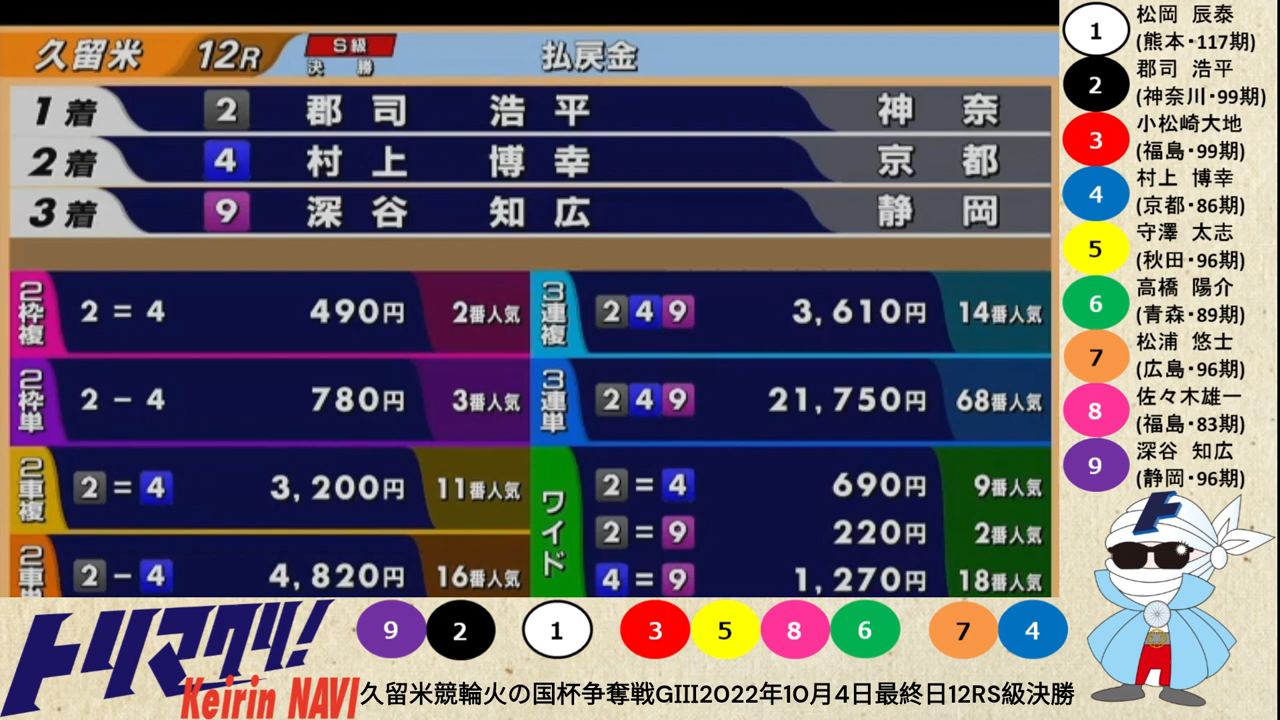 久留米 12R S級 決勝 払戻金
1着 2 郡司 浩平 神奈
2着 4 村上 博幸 京都
3着 9 深谷 知広 静岡
2枠複 2=4 490円 2番人気
2枠単 2-4 780円 3番人気
2車複 2=4 3,200円 11番人気
2車単 2-4 4,820円 16番人気
3連複 2 4 9 3,610円 14番人気
3連単 2 4 9 21,750円 68番人気
ワイド 2=4 690円 9番人気
2=9 220円 2番人気
4=9 1,270円 18番人気
1 松岡 辰泰
(熊本・117期)
2 郡司 浩平
(神奈川・99期)
3 小松崎大地
(福島・99期)
4 村上 博幸
(京都・86期)
5 守澤 太志
(秋田・96期)
6 高橋 陽介
(青森・89期)
7 松浦 悠士
(広島・96期)
8 佐々木雄一
(福島・83期)
9 深谷 知広
(静岡・96期)
ト
トリマクリ!
Keirin NAVI
9 2 1 3 5 8 6 7 4
久留米競輪火の国杯争奪戦GIII2022年10月4日最終日12RS級決勝